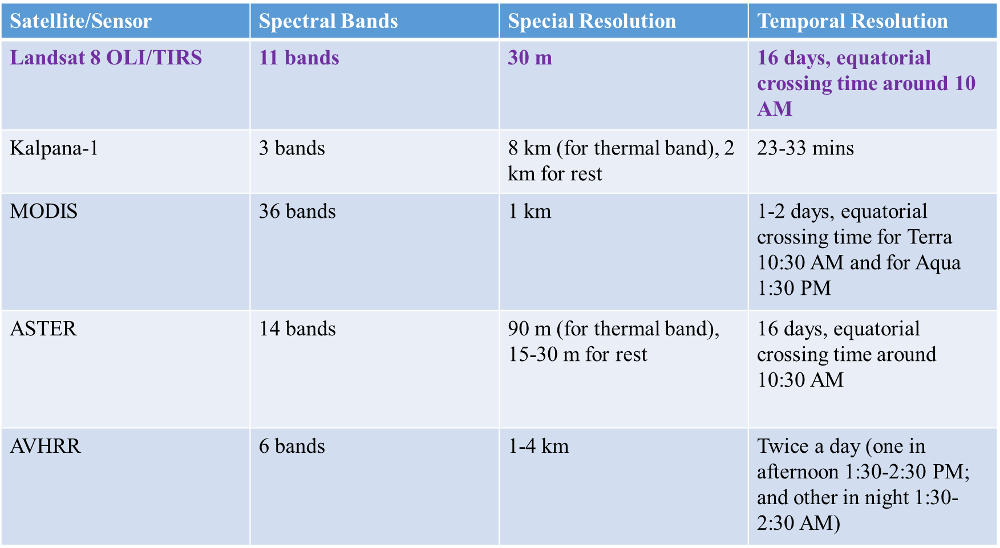 Satellite/Sensor
Spectral Bands
Special Resolution
Temporal Resolution
Landsat 8 OLI/TIRS
11 bands
30 m
16 days, equatorial
crossing time around 10
AM
Kalpana-1
3 bands
8 km (for thermal band), 2
km for rest
23-33 mins
MODIS
36 bands
1 km
1-2 days, equatorial
crossing time for Terra
10:30 AM and for Aqua
1:30 PM
ASTER
14 bands
90 m (for thermal band),
15-30 m for rest
16 days, equatorial
crossing time around
10:30 AM
AVHRR
6 bands
1-4 km
Twice a day (one in
afternoon 1:30-2:30 PM;
and other in night 1:30-
2:30 AM)